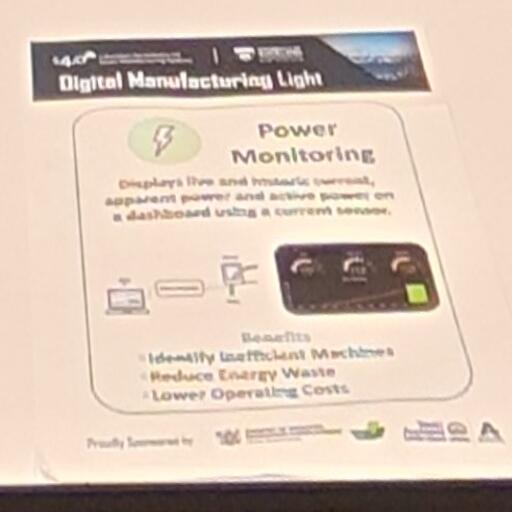 Digital Manufacturing Light
Power
Monitoring
Displays live and historic current,
apparent power and active power on
a dashboard using a current sensor.
Benefits
Identify Inefficient Machines
Reduce Energy Waste
Lower Operating Costs
Proudly Sponsored by